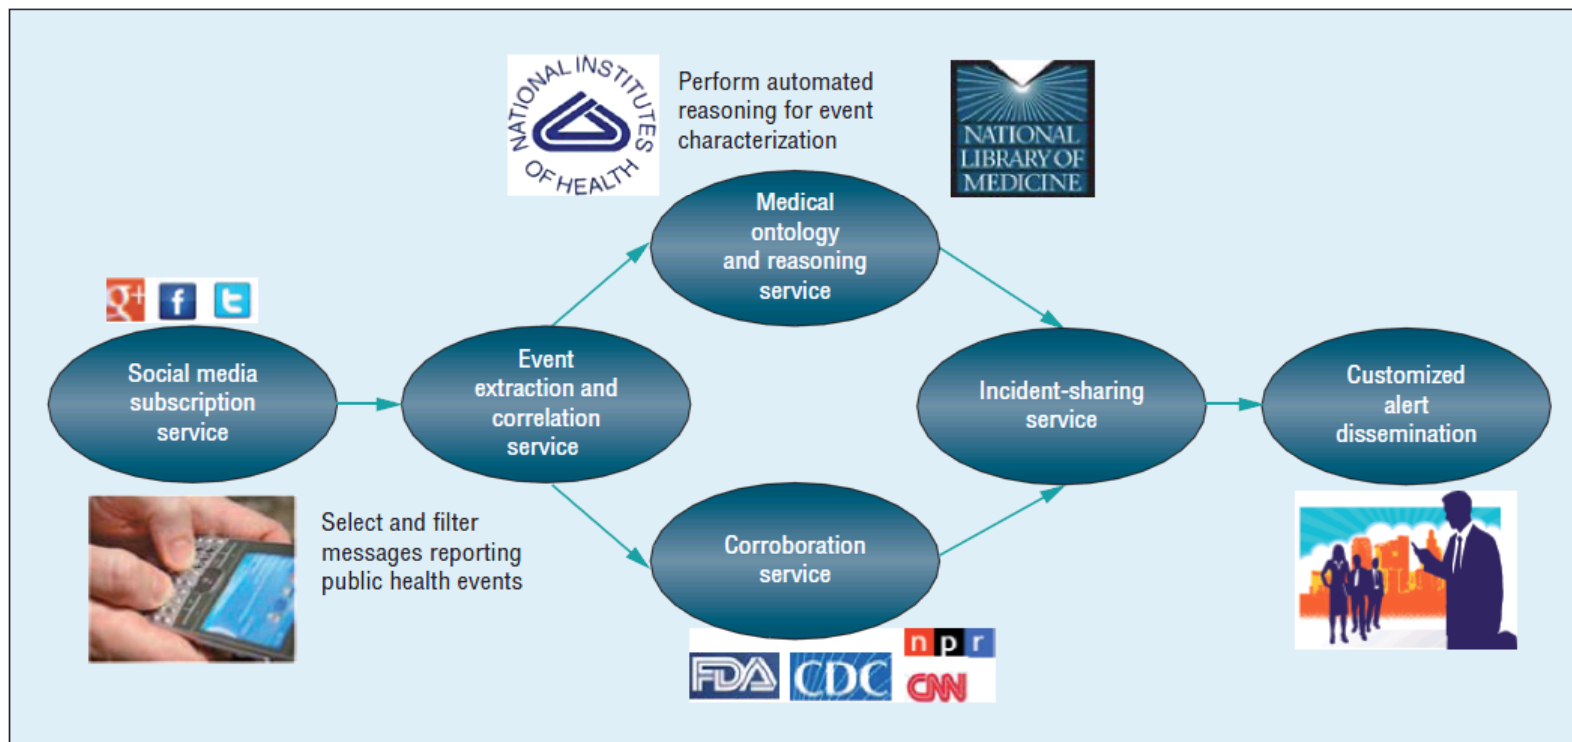 NATIONAL INSTITUTES
OF HEALTH
Perform automated
reasoning for event
characterization
NATIONAL
LIBRARY OF
MEDICINE
Medical
ontology
and reasoning
service
g+ f t
Social media
subscription
service
Event
extraction and
correlation
service
Incident-sharing
service
Customized
alert
dissemination
Select and filter
messages reporting
public health events
Corroboration
service
n p r
FDA CDC
CNN